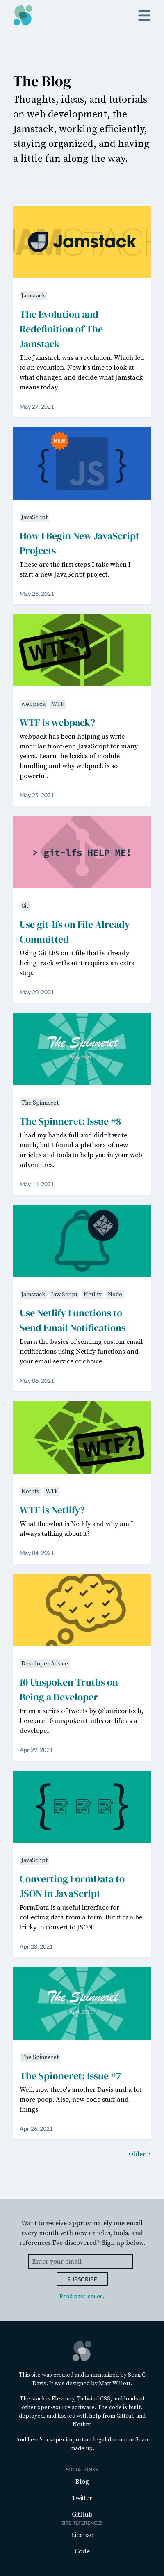 The Blog
Thoughts, ideas, and tutorials
on web development, the
Jamstack, working efficiently,
staying organized, and having
a little fun along the way.
Jamstack
Jamstack
The Evolution and
Redefinition of The
Jamstack
The Jamstack was a revolution. Which led to
an evolution. Now it's time to look at
what changed and decide what Jamstack
means today.
May 27, 2021
NEW
{ JS }
JavaScript
How I Begin New JavaScript
Projects
These are the first steps I take when I
start a new JavaScript project.
May 26, 2021
WTF?
webpack WTF
WTF is webpack?
webpack has been helping us write
modular front-end JavaScript for many
years. Learn the basics of module
bundling and why webpack is so
powerful.
May 25, 2021
> git-lfs HELP ME!
Git
Use git-lfs on File Already
Committed
Using Git LFS on a file that is already
being track without it requires an extra
step.
May 20, 2021
The Spinneret
The Spinneret
The Spinneret: Issue #8
I had my hands full and didn't write
much, but I found a plethora of new
articles and tools to help you in your web
adventures.
May 11, 2021
Jamstack JavaScript Netlify Node
Use Netlify Functions to
Send Email Notifications
Learn the basics of sending custom email
notifications using Netlify functions and
your email service of choice.
May 06, 2021
WTF?
Netlify WTF
WTF is Netlify?
What the what is Netlify and why am I
always talking about it?
May 04, 2021
Developer Advice
10 Unspoken Truths on
Being a Developer
From a series of tweets by @laurieontech,
here are 10 unspoken truths on life as a
developer.
Apr 29, 2021
{ }
JavaScript
Converting FormData to
JSON in JavaScript
FormData is a useful interface for
collecting data from a form. But it can be
tricky to convert to JSON.
Apr 28, 2021
The Spinneret
The Spinneret
The Spinneret: Issue #7
Well, now there's another Davis and a lot
more poop. Also, new code stuff and
things.
Apr 26, 2021
Older >
Want to receive approximately one email
every month with new articles, tools, and
references I've discovered? Sign up below.
Enter your email
SUBSCRIBE
Read past issues.
This site was created and is maintained by Sean C
Davis. It was designed by Matt Willett.
The stack is Eleventy, Tailwind CSS, and loads of
other open-source software. The code is built,
deployed, and hosted with help from GitHub and
Netlify.
And here's a super important legal document Sean
made up.
SOCIAL LINKS
Blog
Twitter
GitHub
SITE REFERENCES
License
Code